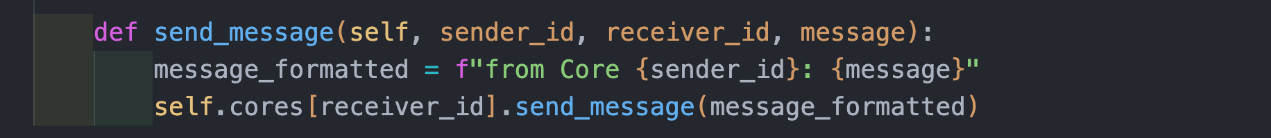 def send_message(self, sender_id, receiver_id, message):
message_formatted = f"from Core {sender_id}: {message}"
self.cores[receiver_id].send_message(message_formatted)